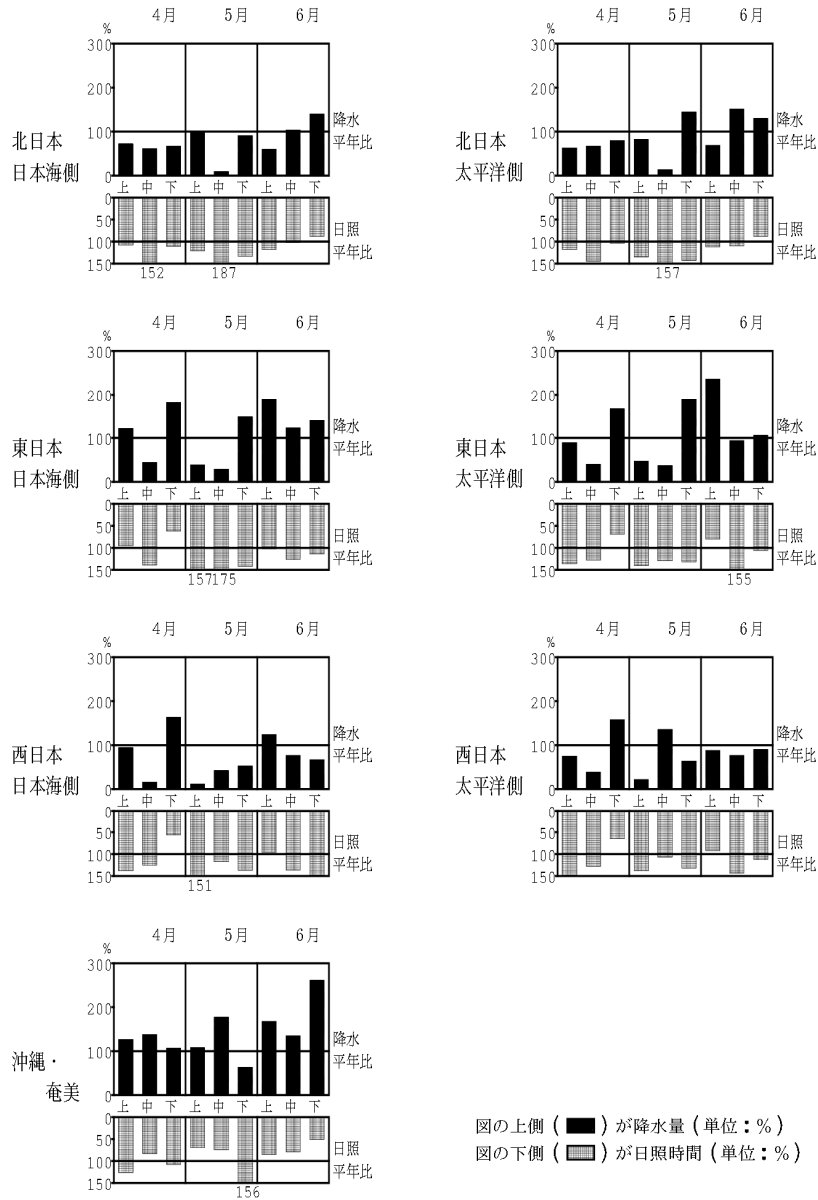 4月 5月 6月
%
300
200
100
0
降水
平年比
北日本
日本海側
上 中 下 上 中 下 上 中 下
0
50
100
150
日照
平年比
152 187
4月 5月 6月
%
300
200
100
0
降水
平年比
北日本
太平洋側
上 中 下 上 中 下 上 中 下
0
50
100
150
日照
平年比
157
4月 5月 6月
%
300
200
100
0
降水
平年比
東日本
日本海側
上 中 下 上 中 下 上 中 下
0
50
100
150
日照
平年比
157175
4月 5月 6月
%
300
200
100
0
降水
平年比
東日本
太平洋側
上 中 下 上 中 下 上 中 下
0
50
100
150
日照
平年比
155
4月 5月 6月
%
300
200
100
0
降水
平年比
西日本
日本海側
上 中 下 上 中 下 上 中 下
0
50
100
150
日照
平年比
151
4月 5月 6月
%
300
200
100
0
降水
平年比
西日本
太平洋側
上 中 下 上 中 下 上 中 下
0
50
100
150
日照
平年比
4月 5月 6月
%
300
200
100
0
降水
平年比
沖縄・
奄美
上 中 下 上 中 下 上 中 下
0
50
100
150
日照
平年比
156
図の上側(■)が降水量(単位:%)
図の下側(▦)が日照時間(単位:%)